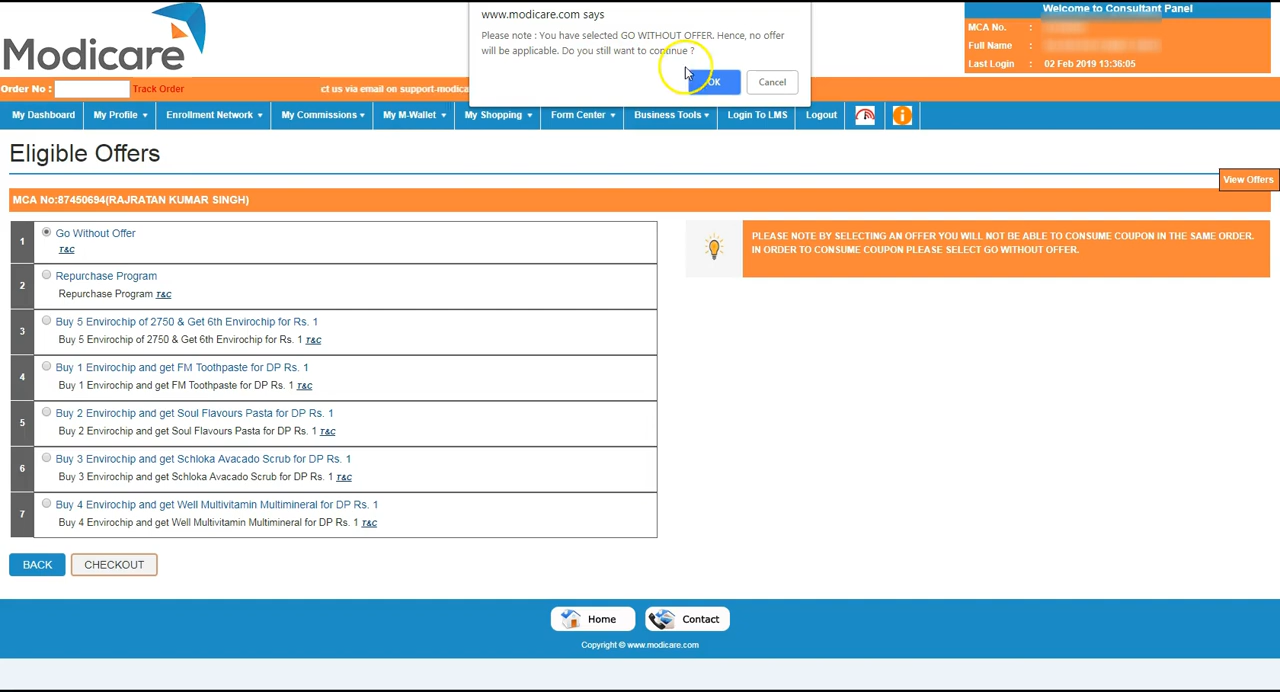 www.modicare.com says
Please note : You have selected GO WITHOUT OFFER. Hence, no offer
will be applicable. Do you still want to continue ?
OK
Cancel
Modicare
Welcome to Consultant Panel
MCA No. :
Full Name :
Last Login : 02 Feb 2019 13:36:05
Order No :
Track Order
ct us via email on support-modica
My Dashboard
My Profile
Enrollment Network
My Commissions
My M-Wallet
My Shopping
Form Center
Business Tools
Login To LMS
Logout
Eligible Offers
View Offers
MCA No:87450694(RAJRATAN KUMAR SINGH)
1
Go Without Offer
T&C
2
Repurchase Program
Repurchase Program T&C
3
Buy 5 Envirochip of 2750 & Get 6th Envirochip for Rs. 1
Buy 5 Envirochip of 2750 & Get 6th Envirochip for Rs. 1 T&C
4
Buy 1 Envirochip and get FM Toothpaste for DP Rs. 1
Buy 1 Envirochip and get FM Toothpaste for DP Rs. 1 T&C
5
Buy 2 Envirochip and get Soul Flavours Pasta for DP Rs. 1
Buy 2 Envirochip and get Soul Flavours Pasta for DP Rs. 1 T&C
6
Buy 3 Envirochip and get Schloka Avacado Scrub for DP Rs. 1
Buy 3 Envirochip and get Schloka Avacado Scrub for DP Rs. 1 T&C
7
Buy 4 Envirochip and get Well Multivitamin Multimineral for DP Rs. 1
Buy 4 Envirochip and get Well Multivitamin Multimineral for DP Rs. 1 T&C
PLEASE NOTE BY SELECTING AN OFFER YOU WILL NOT BE ABLE TO CONSUME COUPON IN THE SAME ORDER.
IN ORDER TO CONSUME COUPON PLEASE SELECT GO WITHOUT OFFER.
BACK
CHECKOUT
Home
Contact
Copyright © www.modicare.com